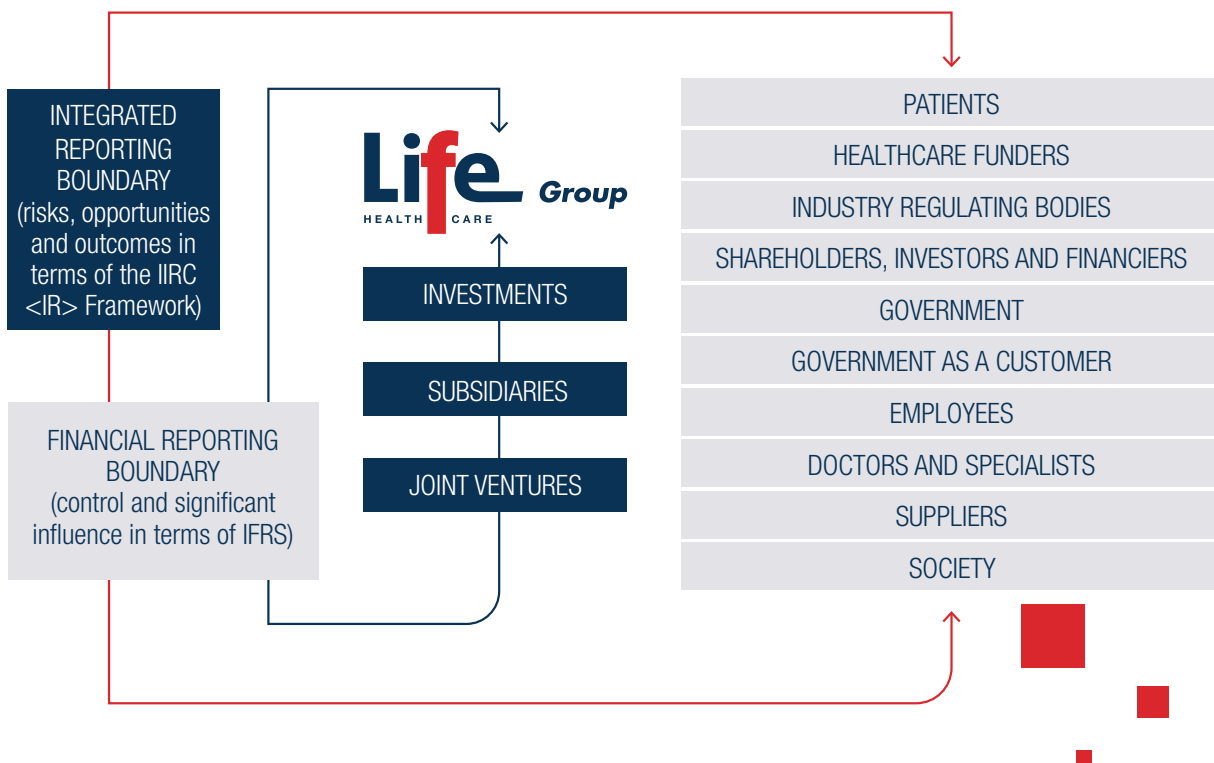 INTEGRATED
REPORTING
BOUNDARY
(risks, opportunities
and outcomes in
terms of the IIRC
<IR> Framework)
FINANCIAL REPORTING
BOUNDARY
(control and significant
influence in terms of IFRS)
Life Group
HEALTH CARE
INVESTMENTS
SUBSIDIARIES
JOINT VENTURES
PATIENTS
HEALTHCARE FUNDERS
INDUSTRY REGULATING BODIES
SHAREHOLDERS, INVESTORS AND FINANCIERS
GOVERNMENT
GOVERNMENT AS A CUSTOMER
EMPLOYEES
DOCTORS AND SPECIALISTS
SUPPLIERS
SOCIETY